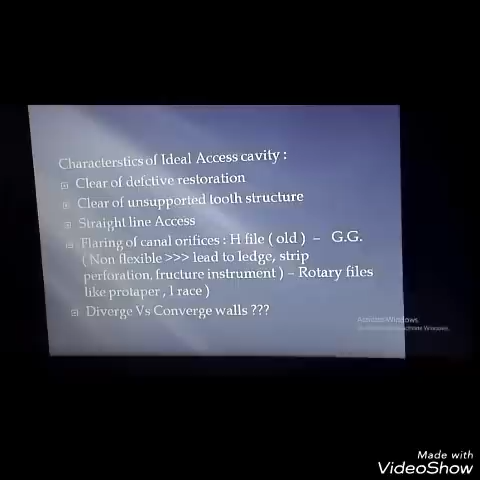 Characterstics of Ideal Access cavity :
Clear of defctive restoration
Clear of unsupported tooth structure
Straight line Access
Flaring of canal orifices : H file ( old ) – G.G.
( Non flexible >>> lead to ledge, strip
perforation, fructure instrument ) – Rotary files
like protaper , I race )
Diverge Vs Converge walls ???
Activate Windows
Made with
VideoShow